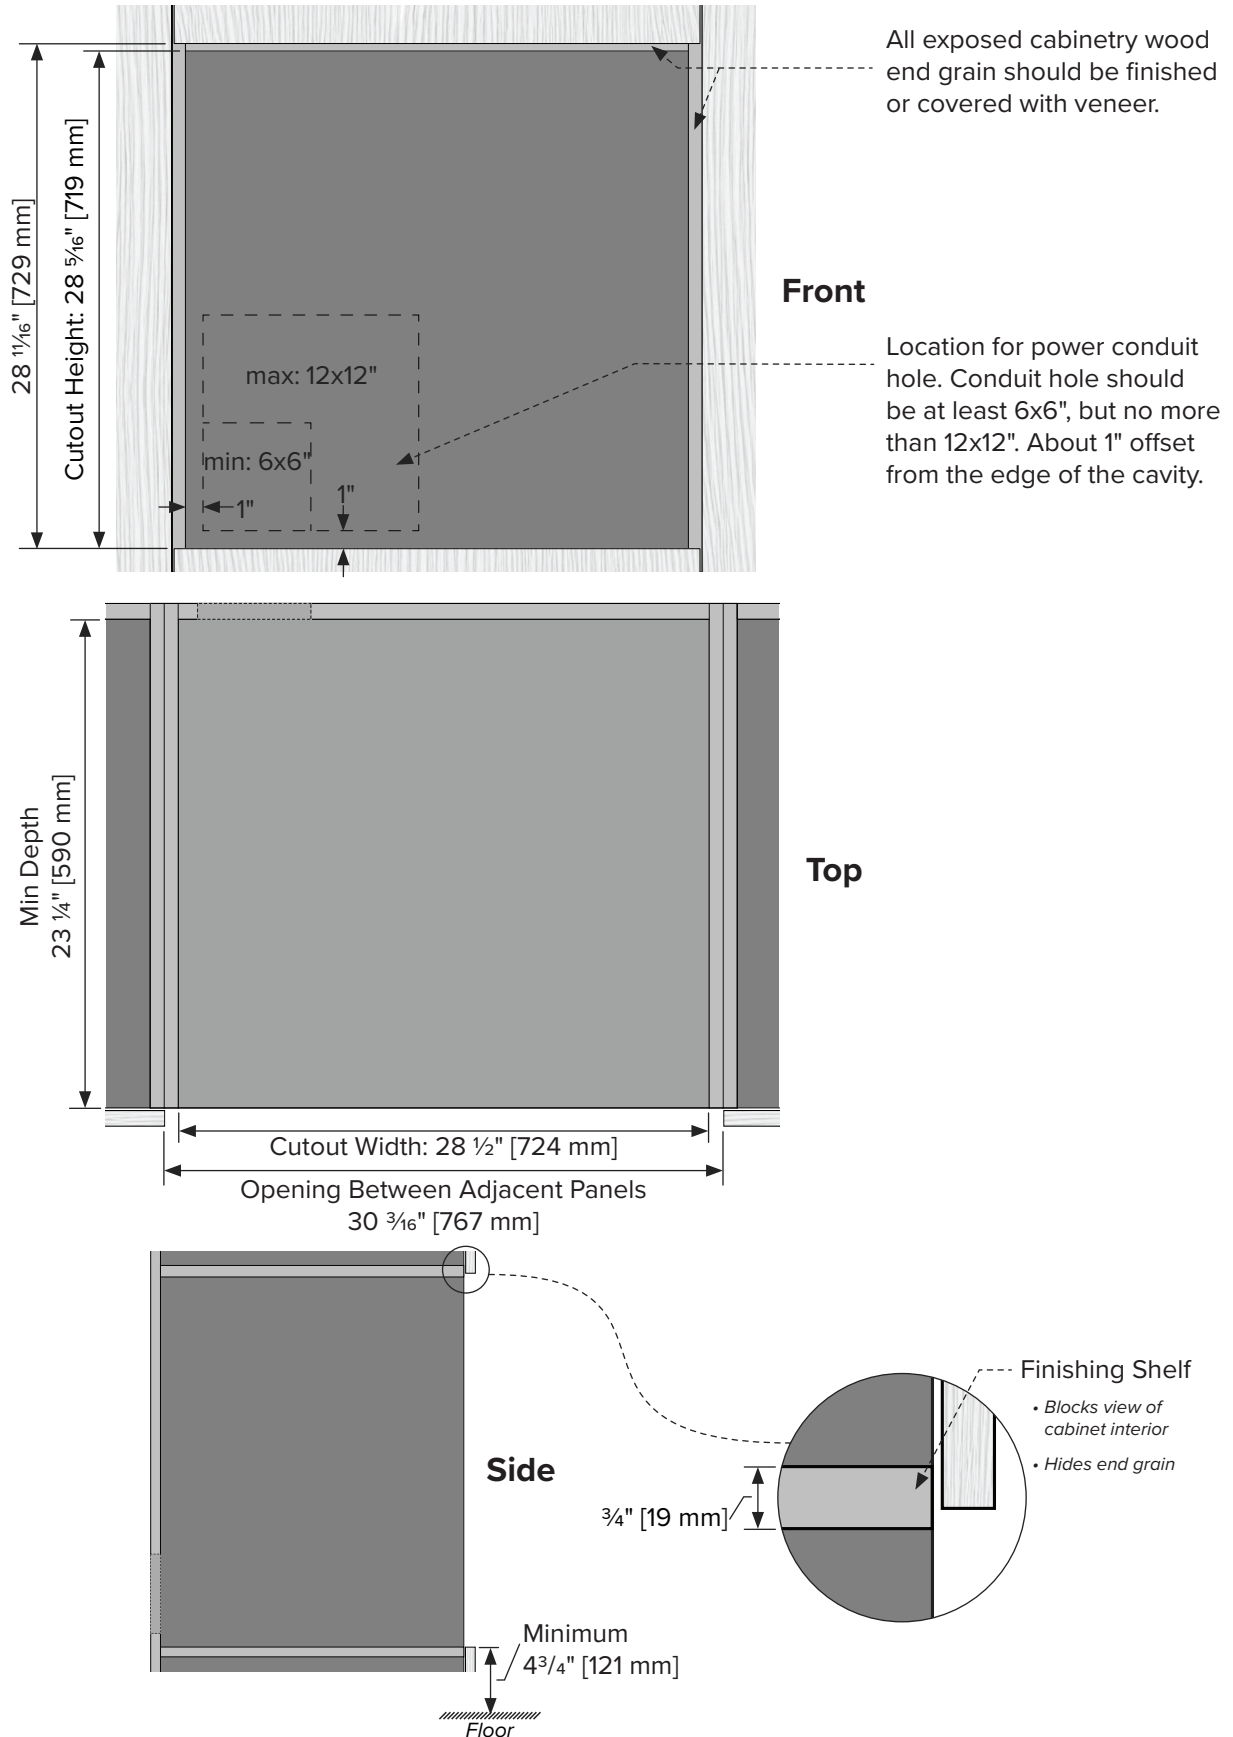 All exposed cabinetry wood
end grain should be finished
or covered with veneer.
28 11⁄16" [729 mm]
Cutout Height: 28 5⁄16" [719 mm]
Front
Location for power conduit
hole. Conduit hole should
be at least 6x6", but no more
than 12x12". About 1" offset
from the edge of the cavity.
max: 12x12"
min: 6x6"
1"
1"
Min Depth
23 ¼" [590 mm]
Top
Cutout Width: 28 ½" [724 mm]
Opening Between Adjacent Panels
30 3⁄16" [767 mm]
Finishing Shelf
• Blocks view of
cabinet interior
• Hides end grain
Side
¾" [19 mm]
Minimum
4 3/4" [121 mm]
Floor